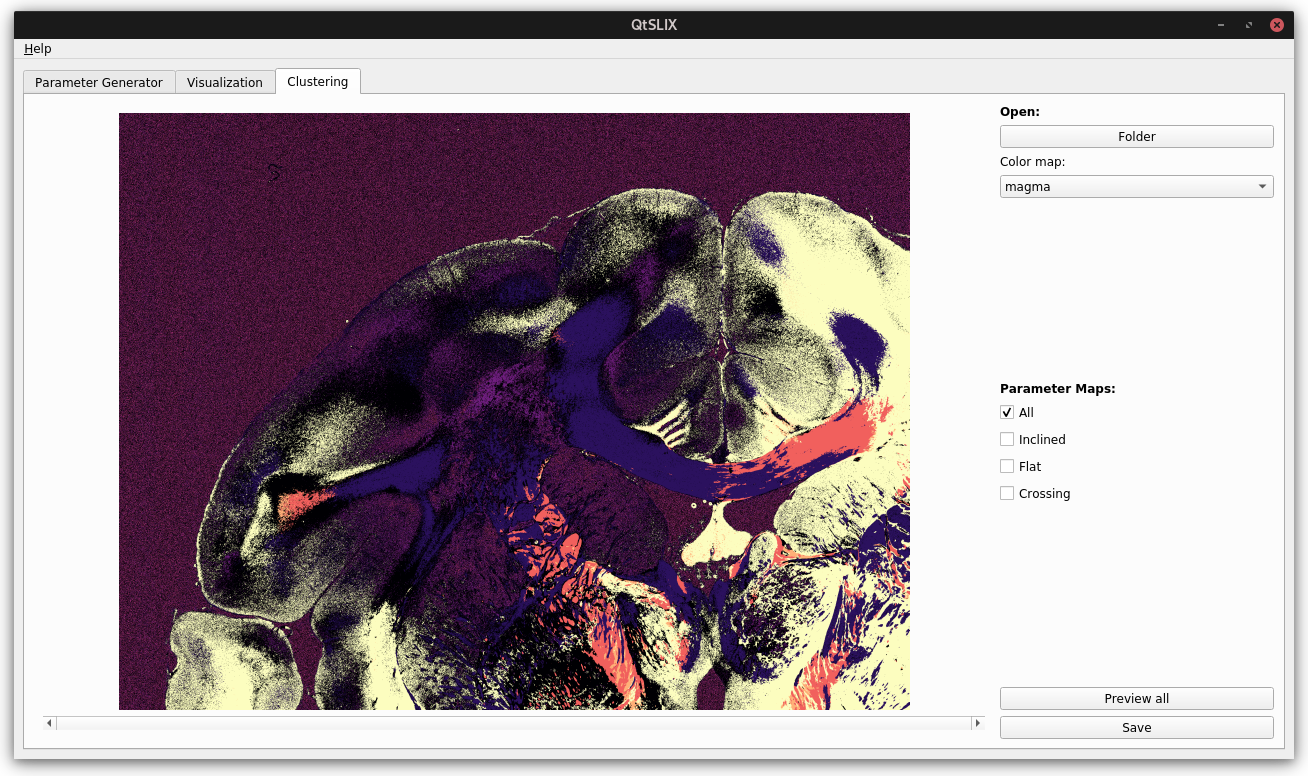 QtSLIX
Help
Parameter Generator
Visualization
Clustering
Open:
Folder
Color map:
magma
Parameter Maps:
All
Inclined
Flat
Crossing
Preview all
Save